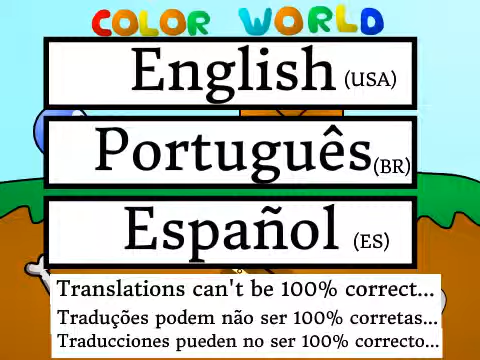 COLOR WORLD
English (USA)
Português (BR)
Español (ES)
Translations can't be 100% correct...
Traduções podem não ser 100% corretas...
Traducciones pueden no ser 100% correcto...